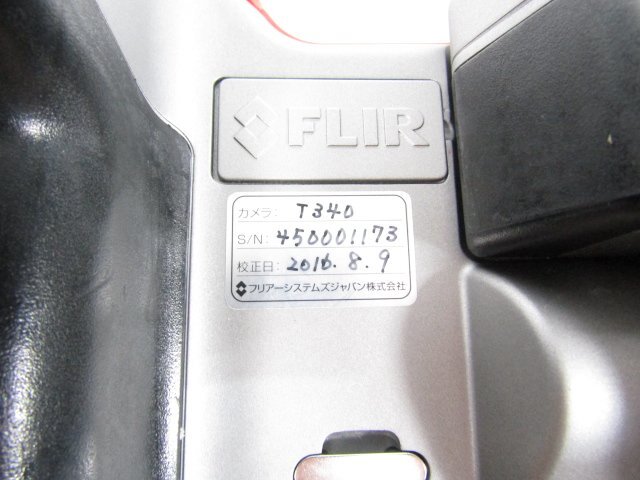 FLIR
カメラ: T340
S/N: 450001173
校正日: 2016.8.9
フリアーシステムズジャパン株式会社